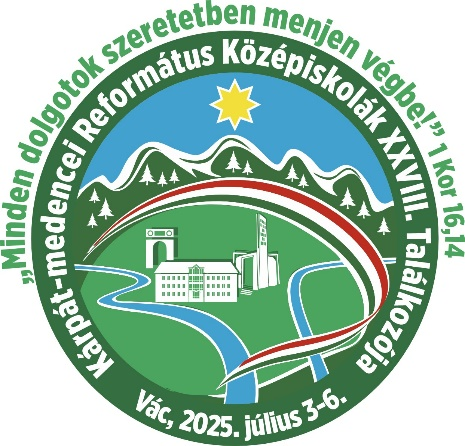 „Minden dolgotok szeretetben menjen végbe!” 1 Kor 16,14
Kárpát-medencei Református Középiskolák XXVIII. Találkozója
Vác, 2025. július 3-6.